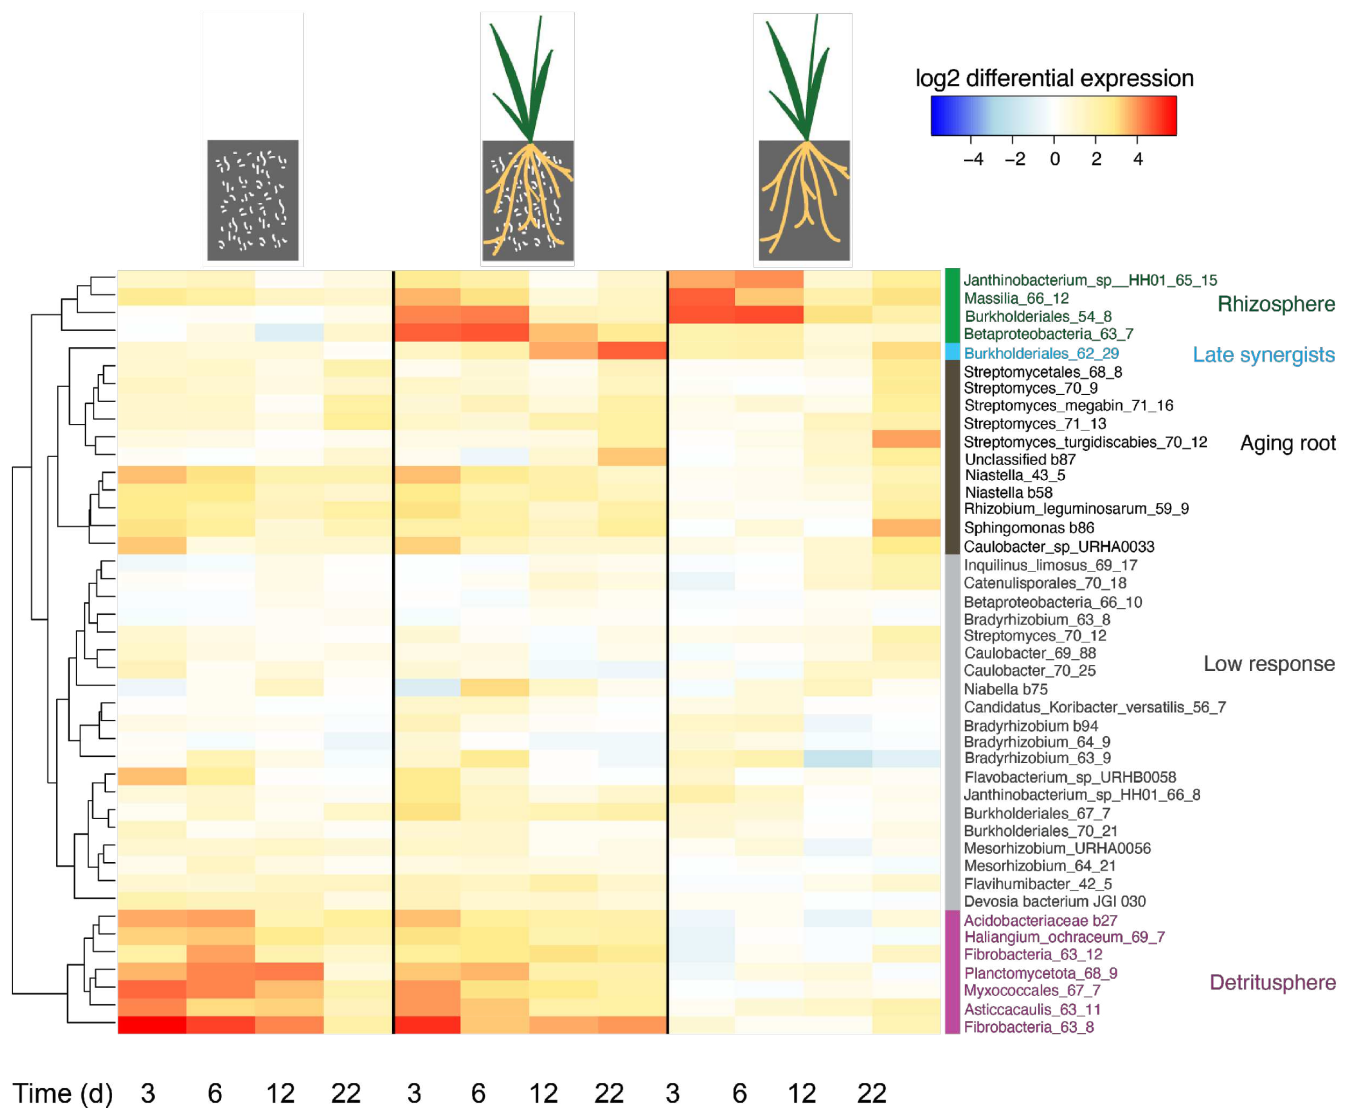 log2 differential expression
−4 −2 0 2 4
Janthinobacterium_sp__HH01_65_15
Massilia_66_12
Rhizosphere
Burkholderiales_54_8
Betaproteobacteria_63_7
Burkholderiales_62_29
Late synergists
Streptomycetales_68_8
Streptomyces_70_9
Streptomyces_megabin_71_16
Streptomyces_71_13
Streptomyces_turgidiscabies_70_12
Aging root
Unclassified b87
Niastella_43_5
Niastella b58
Rhizobium_leguminosarum_59_9
Sphingomonas b86
Caulobacter_sp_URHA0033
Inquilinus_limosus_69_17
Catenulisporales_70_18
Betaproteobacteria_66_10
Bradyrhizobium_63_8
Streptomyces_70_12
Caulobacter_69_88
Low response
Caulobacter_70_25
Niabella b75
Candidatus_Koribacter_versatilis_56_7
Bradyrhizobium b94
Bradyrhizobium_64_9
Bradyrhizobium_63_9
Flavobacterium_sp_URHB0058
Janthinobacterium_sp_HH01_66_8
Burkholderiales_67_7
Burkholderiales_70_21
Mesorhizobium_URHA0056
Mesorhizobium_64_21
Flavihumibacter_42_5
Devosia bacterium JGI 030
Acidobacteriaceae b27
Haliangium_ochraceum_69_7
Fibrobacteria_63_12
Planctomycetota_68_9
Detritusphere
Myxococcales_67_7
Asticcacaulis_63_11
Fibrobacteria_63_8
Time (d) 3 6 12 22 3 6 12 22 3 6 12 22